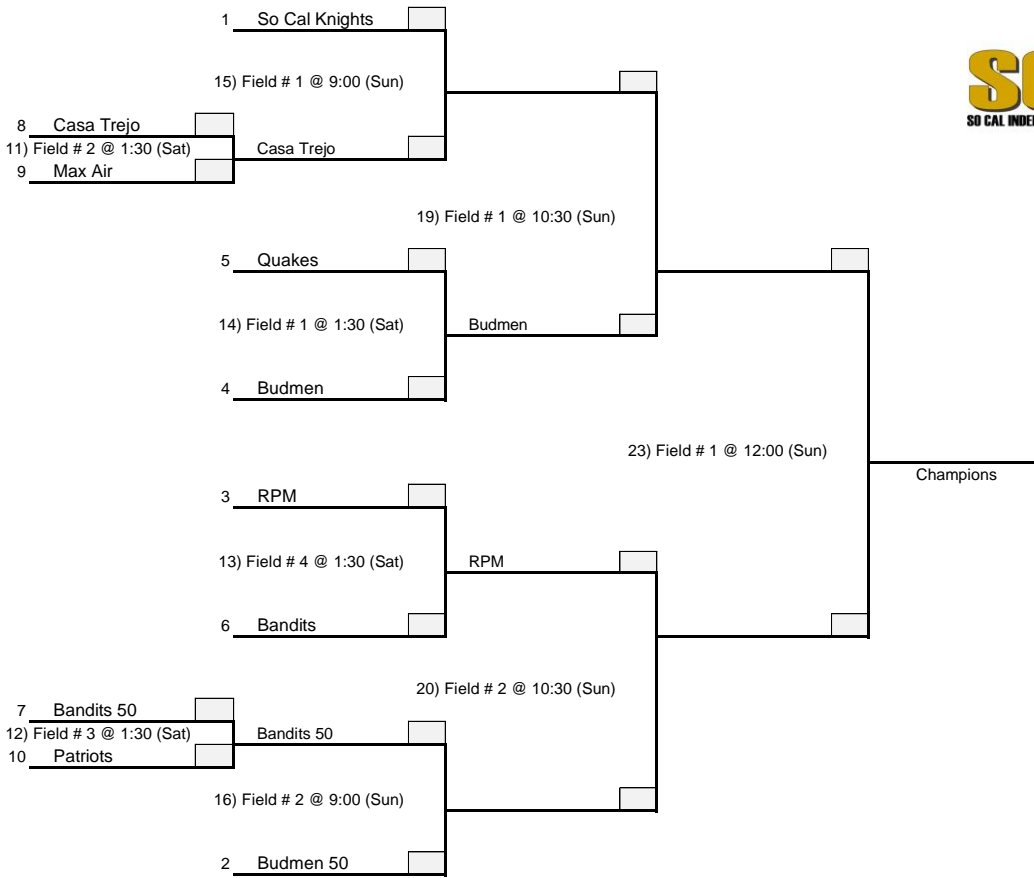 1 So Cal Knights
15) Field # 1 @ 9:00 (Sun)
SO CAL
8 Casa Trejo
11) Field # 2 @ 1:30 (Sat)
Casa Trejo
9 Max Air
19) Field # 1 @ 10:30 (Sun)
5 Quakes
14) Field # 1 @ 1:30 (Sat)
Budmen
4 Budmen
23) Field # 1 @ 12:00 (Sun)
Champions
3 RPM
13) Field # 4 @ 1:30 (Sat)
RPM
6 Bandits
20) Field # 2 @ 10:30 (Sun)
7 Bandits 50
12) Field # 3 @ 1:30 (Sat)
Bandits 50
10 Patriots
16) Field # 2 @ 9:00 (Sun)
2 Budmen 50